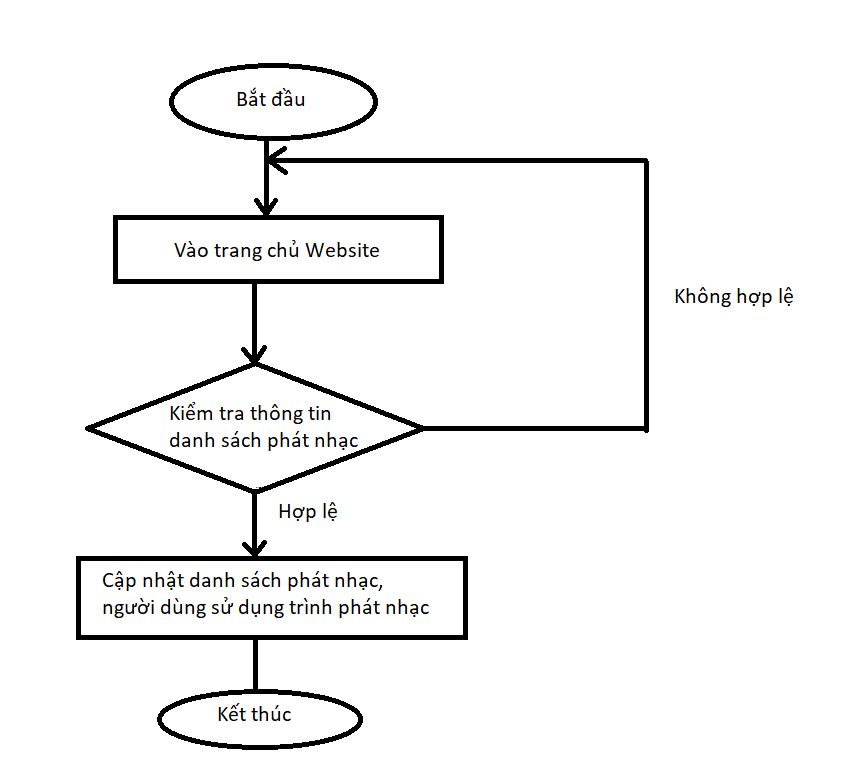 Bắt đầu
Vào trang chủ Website
Không hợp lệ
Kiểm tra thông tin
danh sách phát nhạc
Hợp lệ
Cập nhật danh sách phát nhạc,
người dùng sử dụng trình phát nhạc
Kết thúc